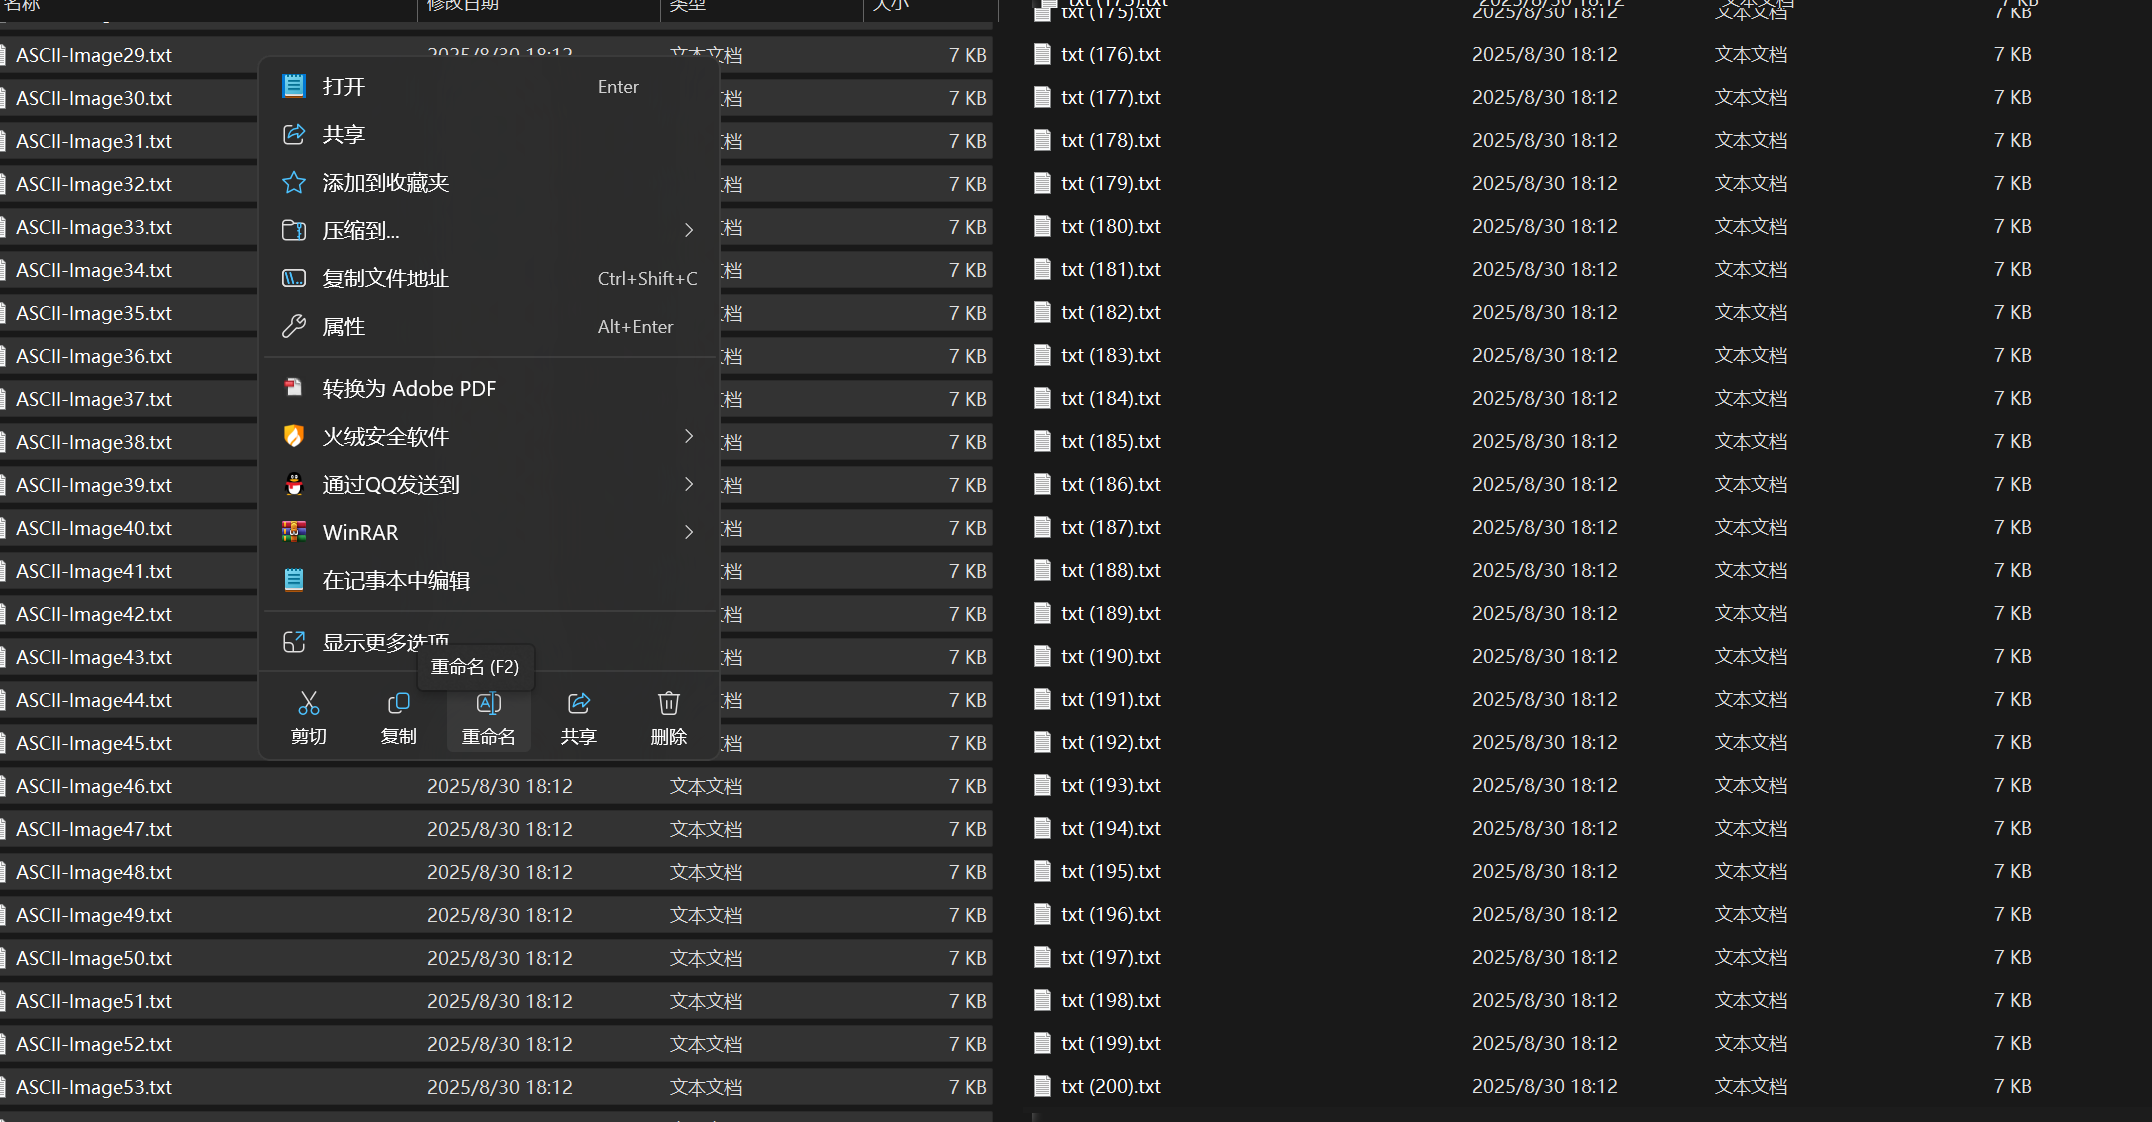 名称 修改日期 类型 大小
ASCII-Image29.txt 2025/8/30 18:12 文本文档 7 KB
ASCII-Image30.txt 文档 7 KB
ASCII-Image31.txt 文档 7 KB
ASCII-Image32.txt 文档 7 KB
ASCII-Image33.txt 文档 7 KB
ASCII-Image34.txt 文档 7 KB
ASCII-Image35.txt 文档 7 KB
ASCII-Image36.txt 文档 7 KB
ASCII-Image37.txt 文档 7 KB
ASCII-Image38.txt 文档 7 KB
ASCII-Image39.txt 文档 7 KB
ASCII-Image40.txt 文档 7 KB
ASCII-Image41.txt 文档 7 KB
ASCII-Image42.txt 文档 7 KB
ASCII-Image43.txt 文档 7 KB
ASCII-Image44.txt 文档 7 KB
ASCII-Image45.txt 文档 7 KB
ASCII-Image46.txt 2025/8/30 18:12 文本文档 7 KB
ASCII-Image47.txt 2025/8/30 18:12 文本文档 7 KB
ASCII-Image48.txt 2025/8/30 18:12 文本文档 7 KB
ASCII-Image49.txt 2025/8/30 18:12 文本文档 7 KB
ASCII-Image50.txt 2025/8/30 18:12 文本文档 7 KB
ASCII-Image51.txt 2025/8/30 18:12 文本文档 7 KB
ASCII-Image52.txt 2025/8/30 18:12 文本文档 7 KB
ASCII-Image53.txt 2025/8/30 18:12 文本文档 7 KB
打开 Enter
共享
添加到收藏夹
压缩到...
复制文件地址 Ctrl+Shift+C
属性 Alt+Enter
转换为 Adobe PDF
火绒安全软件
通过QQ发送到
WinRAR
在记事本中编辑
显示更多选项
重命名 (F2)
剪切 复制 重命名 共享 删除
txt (175).txt 2025/8/30 18:12 文本文档 7 KB
txt (176).txt 2025/8/30 18:12 文本文档 7 KB
txt (177).txt 2025/8/30 18:12 文本文档 7 KB
txt (178).txt 2025/8/30 18:12 文本文档 7 KB
txt (179).txt 2025/8/30 18:12 文本文档 7 KB
txt (180).txt 2025/8/30 18:12 文本文档 7 KB
txt (181).txt 2025/8/30 18:12 文本文档 7 KB
txt (182).txt 2025/8/30 18:12 文本文档 7 KB
txt (183).txt 2025/8/30 18:12 文本文档 7 KB
txt (184).txt 2025/8/30 18:12 文本文档 7 KB
txt (185).txt 2025/8/30 18:12 文本文档 7 KB
txt (186).txt 2025/8/30 18:12 文本文档 7 KB
txt (187).txt 2025/8/30 18:12 文本文档 7 KB
txt (188).txt 2025/8/30 18:12 文本文档 7 KB
txt (189).txt 2025/8/30 18:12 文本文档 7 KB
txt (190).txt 2025/8/30 18:12 文本文档 7 KB
txt (191).txt 2025/8/30 18:12 文本文档 7 KB
txt (192).txt 2025/8/30 18:12 文本文档 7 KB
txt (193).txt 2025/8/30 18:12 文本文档 7 KB
txt (194).txt 2025/8/30 18:12 文本文档 7 KB
txt (195).txt 2025/8/30 18:12 文本文档 7 KB
txt (196).txt 2025/8/30 18:12 文本文档 7 KB
txt (197).txt 2025/8/30 18:12 文本文档 7 KB
txt (198).txt 2025/8/30 18:12 文本文档 7 KB
txt (199).txt 2025/8/30 18:12 文本文档 7 KB
txt (200).txt 2025/8/30 18:12 文本文档 7 KB